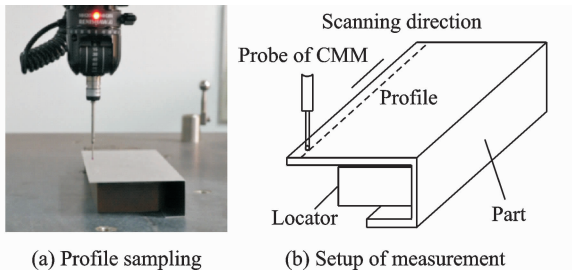 Scanning direction
Probe of CMM
Profile
Locator
Part
(a) Profile sampling
(b) Setup of measurement